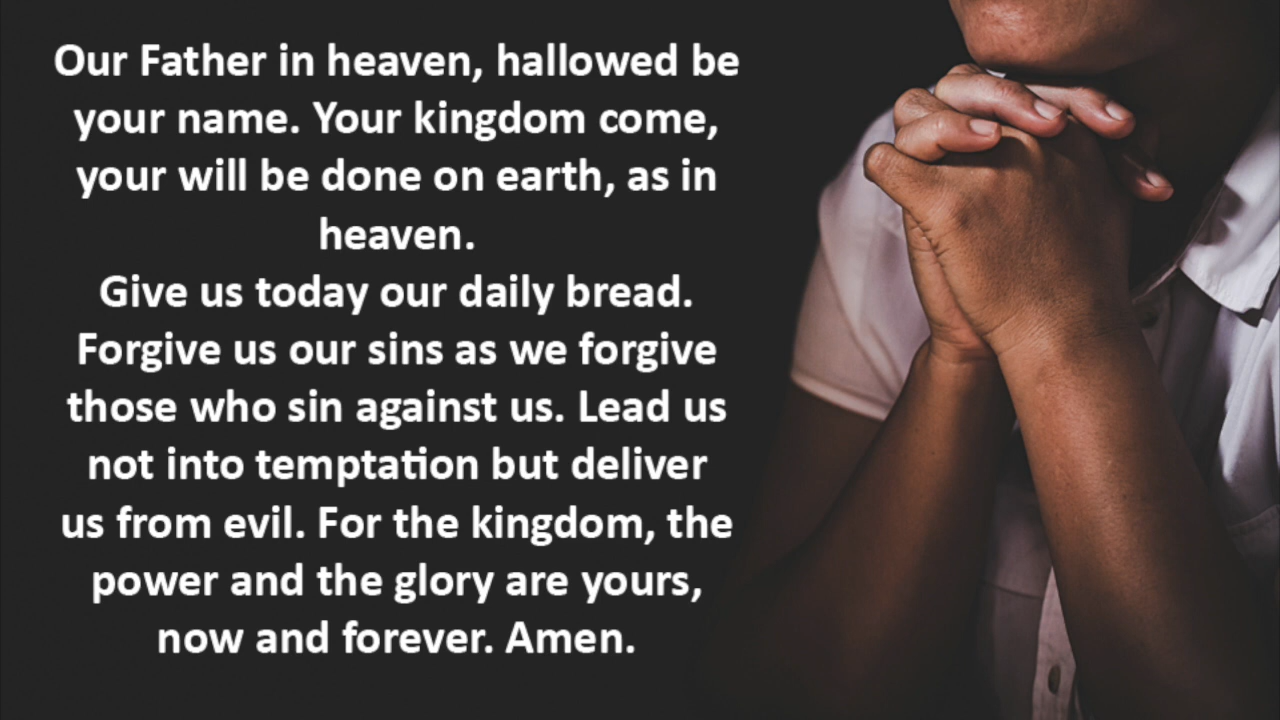 Our Father in heaven, hallowed be
your name. Your kingdom come,
your will be done on earth, as in
heaven.
Give us today our daily bread.
Forgive us our sins as we forgive
those who sin against us. Lead us
not into temptation but deliver
us from evil. For the kingdom, the
power and the glory are yours,
now and forever. Amen.